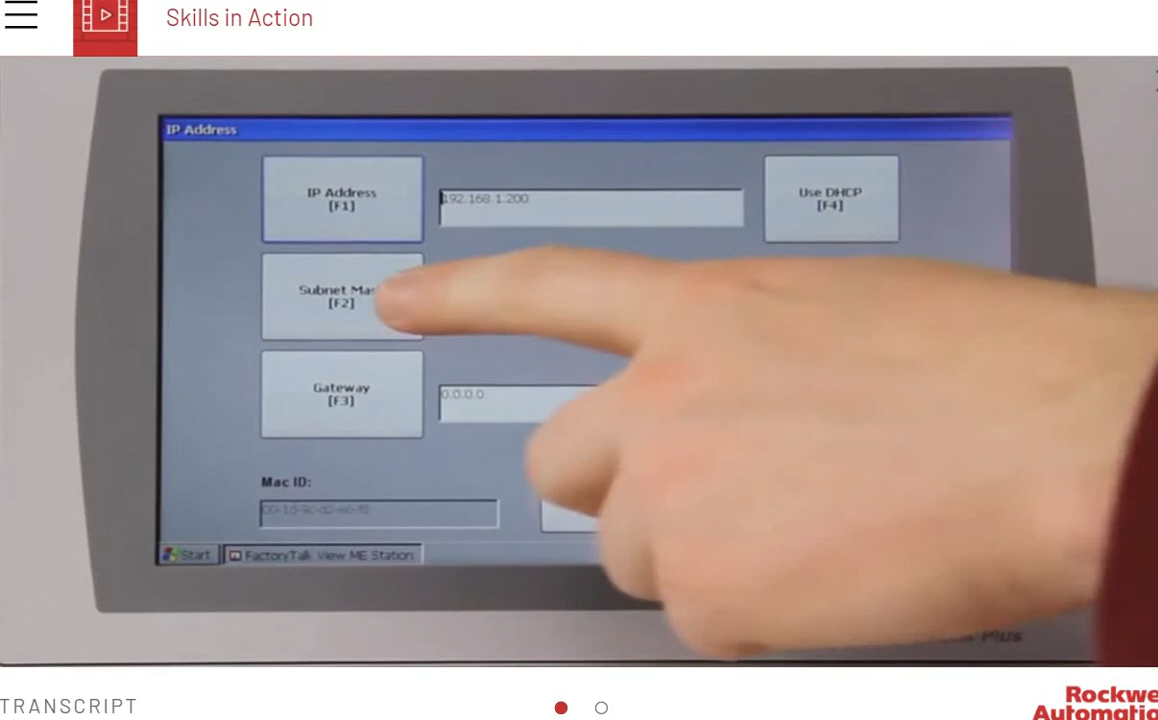 Skills in Action
IP Address
IP Address
[F1]
192.168.1.200
Use DHCP
[F4]
Subnet Mas
[F2]
Gateway
[F3]
0.0.0.0
Mac ID:
Start
FactoryTalk View ME Station
Plus
TRANSCRIPT
Rockwe
Automatio